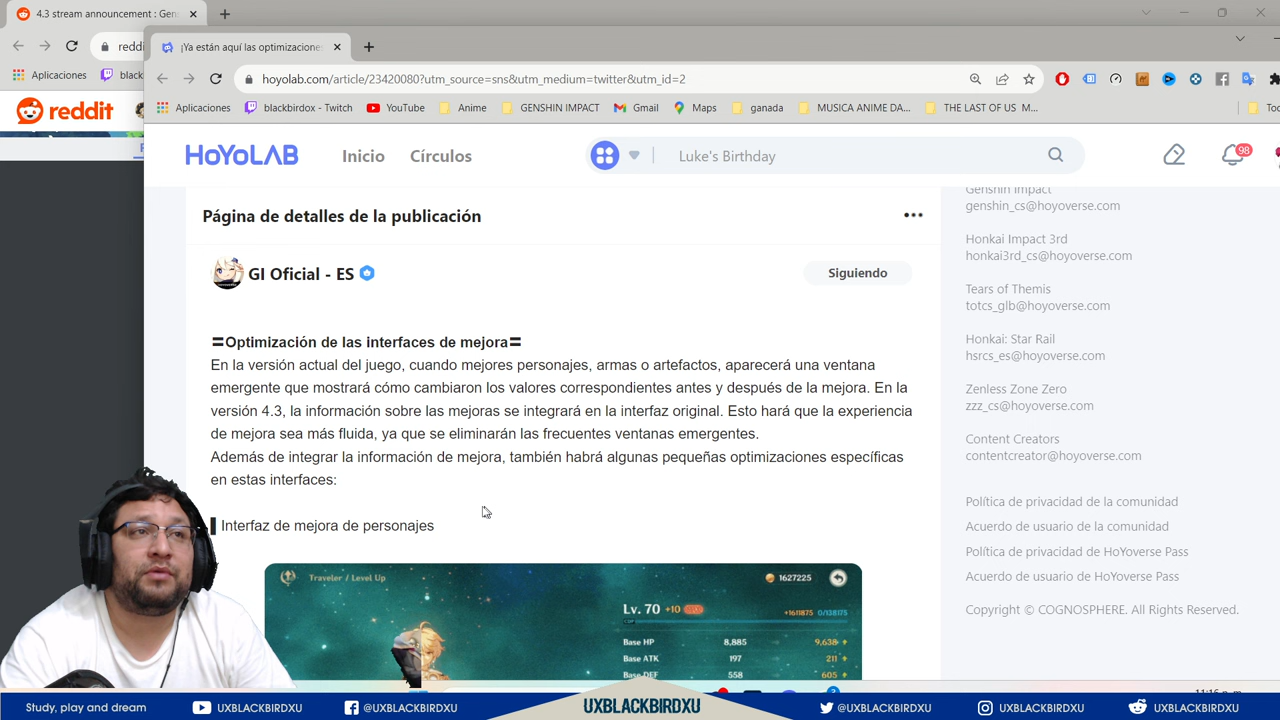 4.3 stream announcement : Gen
¡Ya están aquí las optimizaciones
reddi
hoyolab.com/article/23420080?utm_source=sns&utm_medium=twitter&utm_id=2
Aplicaciones
Aplicaciones
blackbirdox - Twitch
YouTube
Anime
GENSHIN IMPACT
Gmail
Maps
ganada
MUSICA ANIME DA...
THE LAST OF US M...
reddit
HoYoLAB
Inicio
Círculos
Luke's Birthday
98
Página de detalles de la publicación
GI Oficial - ES
Siguiendo
〓Optimización de las interfaces de mejora〓
En la versión actual del juego, cuando mejores personajes, armas o artefactos, aparecerá una ventana
emergente que mostrará cómo cambiaron los valores correspondientes antes y después de la mejora. En la
versión 4.3, la información sobre las mejoras se integrará en la interfaz original. Esto hará que la experiencia
de mejora sea más fluida, ya que se eliminarán las frecuentes ventanas emergentes.
Además de integrar la información de mejora, también habrá algunas pequeñas optimizaciones específicas
en estas interfaces:
▌Interfaz de mejora de personajes
Traveler / Level Up
1627225
Lv. 70 +10
+1611875 0/138175
Base HP 8,885 9,638
Base ATK 197 211
Base DEF 558 605
Genshin Impact
genshin_cs@hoyoverse.com
Honkai Impact 3rd
honkai3rd_cs@hoyoverse.com
Tears of Themis
totcs_glb@hoyoverse.com
Honkai: Star Rail
hsrcs_es@hoyoverse.com
Zenless Zone Zero
zzz_cs@hoyoverse.com
Content Creators
contentcreator@hoyoverse.com
Política de privacidad de la comunidad
Acuerdo de usuario de la comunidad
Política de privacidad de HoYoverse Pass
Acuerdo de usuario de HoYoverse Pass
Copyright © COGNOSPHERE. All Rights Reserved.
11:16 p. m.
Study, play and dream
UXBLACKBIRDXU
@UXBLACKBIRDXU
UXBLACKBIRDXU
@UXBLACKBIRDXU
UXBLACKBIRDXU
UXBLACKBIRDXU